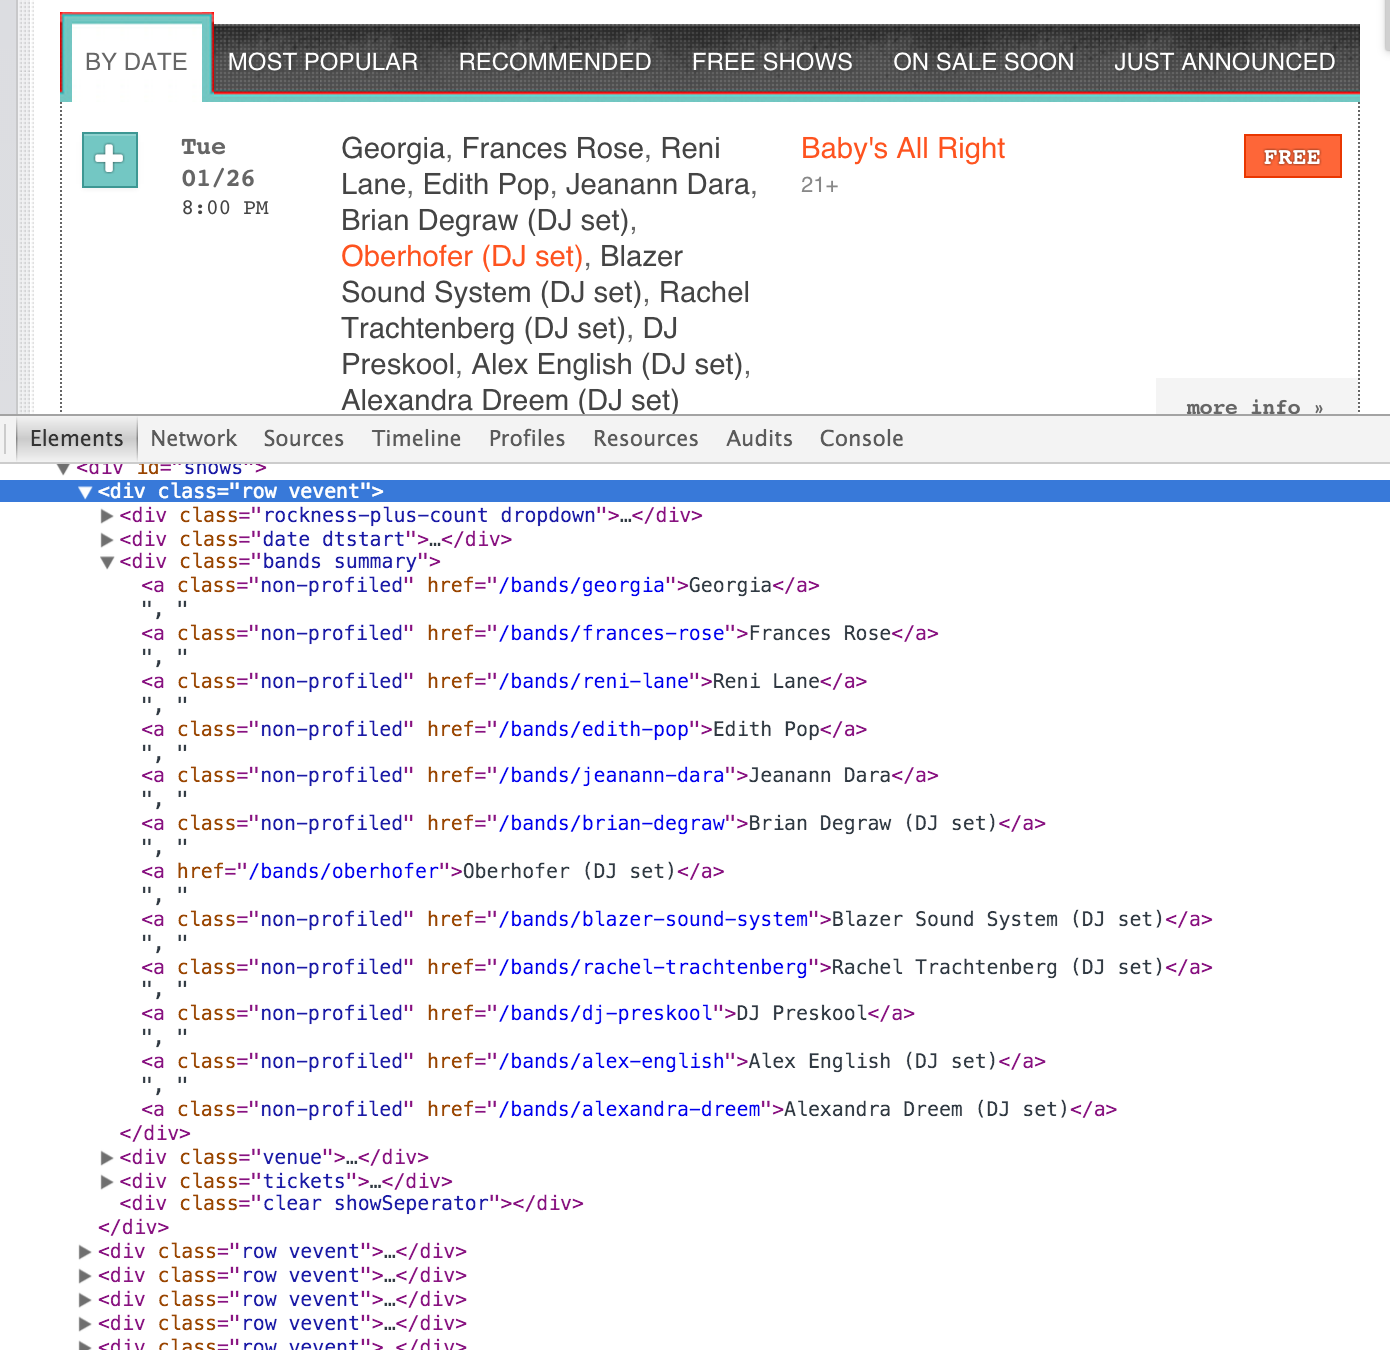 BY DATE MOST POPULAR RECOMMENDED FREE SHOWS ON SALE SOON JUST ANNOUNCED
Tue
01/26
8:00 PM
Georgia, Frances Rose, Reni
Lane, Edith Pop, Jeanann Dara,
Brian Degraw (DJ set),
Oberhofer (DJ set), Blazer
Sound System (DJ set), Rachel
Trachtenberg (DJ set), DJ
Preskool, Alex English (DJ set),
Alexandra Dreem (DJ set)
Baby's All Right
21+
FREE
more info »
Elements Network Sources Timeline Profiles Resources Audits Console
<div id="shows">
<div class="row vevent">
<div class="rockness-plus-count dropdown">…</div>
<div class="date dtstart">…</div>
<div class="bands summary">
<a class="non-profiled" href="/bands/georgia">Georgia</a>
", "
<a class="non-profiled" href="/bands/frances-rose">Frances Rose</a>
", "
<a class="non-profiled" href="/bands/reni-lane">Reni Lane</a>
", "
<a class="non-profiled" href="/bands/edith-pop">Edith Pop</a>
", "
<a class="non-profiled" href="/bands/jeanann-dara">Jeanann Dara</a>
", "
<a class="non-profiled" href="/bands/brian-degraw">Brian Degraw (DJ set)</a>
", "
<a href="/bands/oberhofer">Oberhofer (DJ set)</a>
", "
<a class="non-profiled" href="/bands/blazer-sound-system">Blazer Sound System (DJ set)</a>
", "
<a class="non-profiled" href="/bands/rachel-trachtenberg">Rachel Trachtenberg (DJ set)</a>
", "
<a class="non-profiled" href="/bands/dj-preskool">DJ Preskool</a>
", "
<a class="non-profiled" href="/bands/alex-english">Alex English (DJ set)</a>
", "
<a class="non-profiled" href="/bands/alexandra-dreem">Alexandra Dreem (DJ set)</a>
</div>
<div class="venue">…</div>
<div class="tickets">…</div>
<div class="clear showSeperator"></div>
</div>
<div class="row vevent">…</div>
<div class="row vevent">…</div>
<div class="row vevent">…</div>
<div class="row vevent">…</div>
<div class="row vevent">…</div>